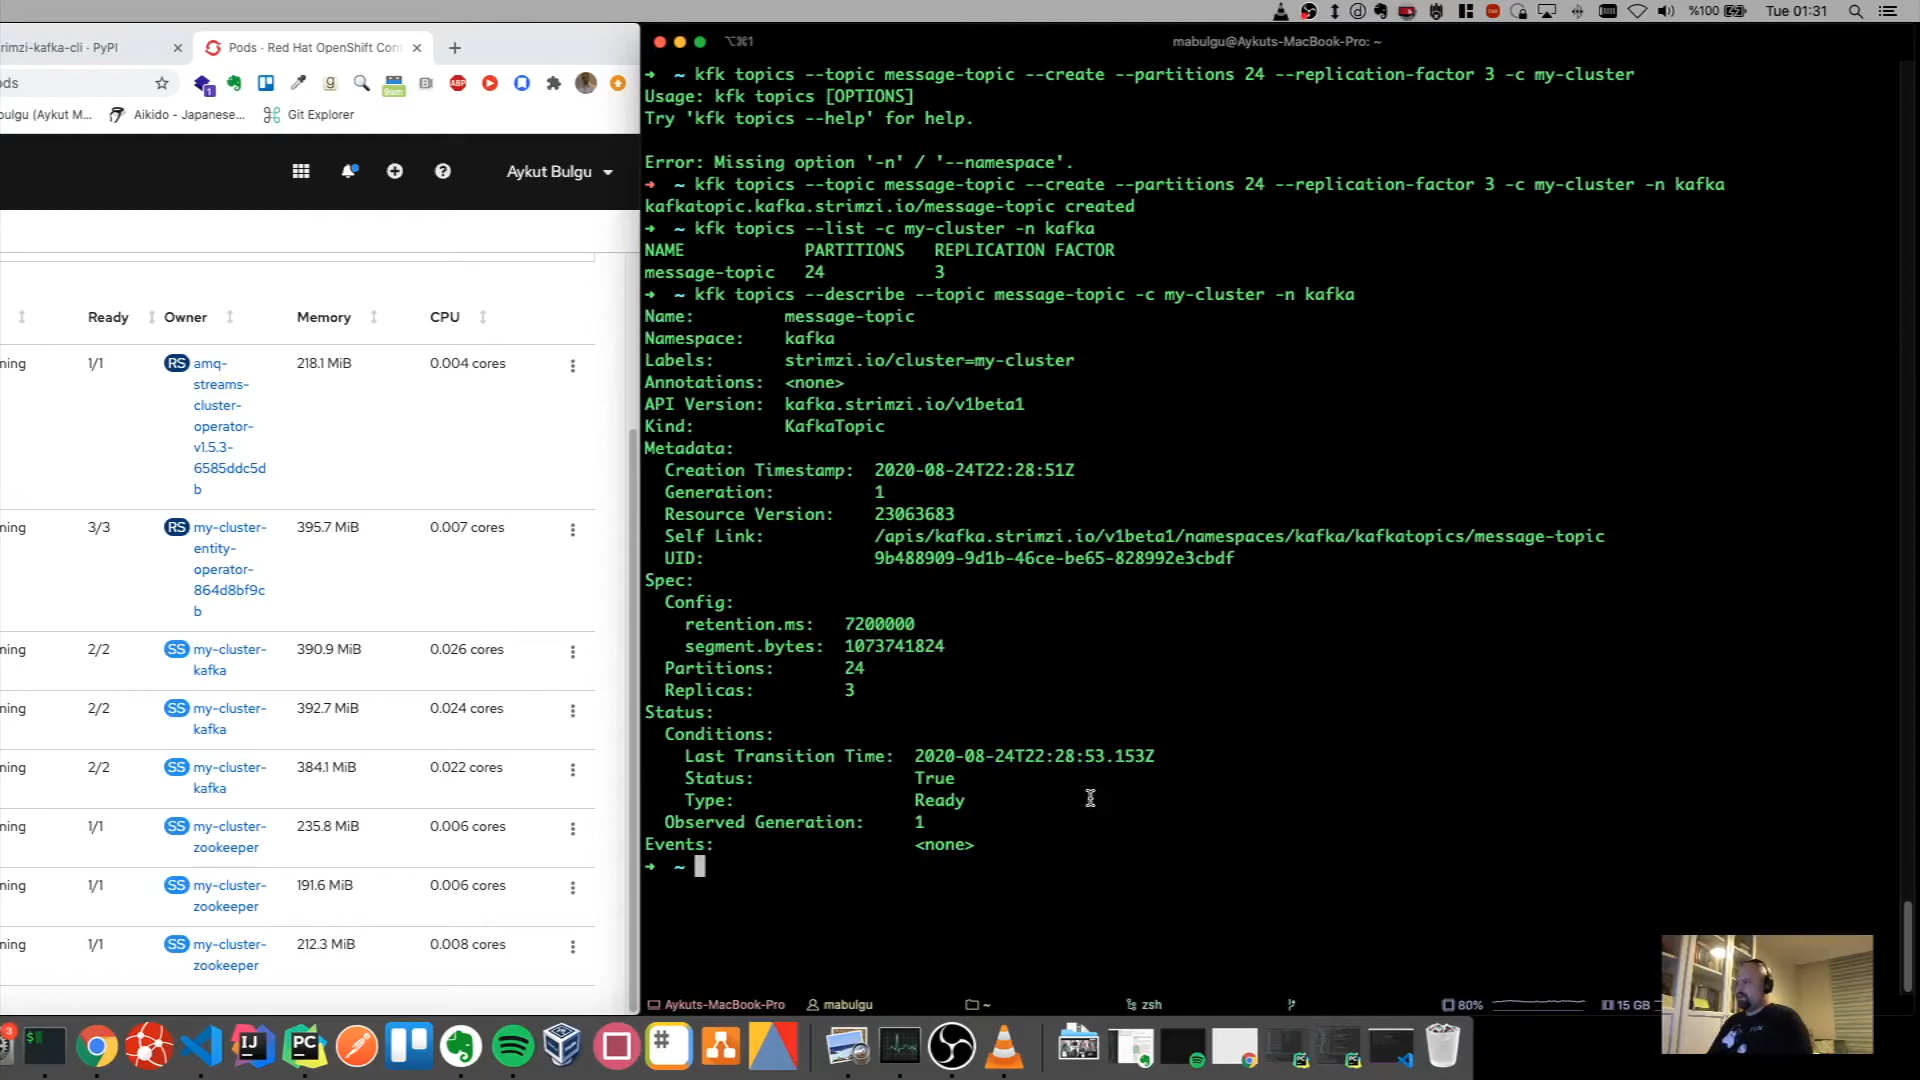 %100
Tue 01:31
rimzi-kafka-cli · PyPI
Pods · Red Hat OpenShift Con
ds
ulgu (Aykut M...
Aikido - Japanese...
Git Explorer
Aykut Bulgu
Ready
Owner
Memory
CPU
ning
1/1
RS
amq-
streams-
cluster-
operator-
v1.5.3-
6585ddc5d
b
218.1 MiB
0.004 cores
ning
3/3
RS
my-cluster-
entity-
operator-
864d8bf9c
b
395.7 MiB
0.007 cores
ning
2/2
SS
my-cluster-
kafka
390.9 MiB
0.026 cores
ning
2/2
SS
my-cluster-
kafka
392.7 MiB
0.024 cores
ning
2/2
SS
my-cluster-
kafka
384.1 MiB
0.022 cores
ning
1/1
SS
my-cluster-
zookeeper
235.8 MiB
0.006 cores
ning
1/1
SS
my-cluster-
zookeeper
191.6 MiB
0.006 cores
ning
1/1
SS
my-cluster-
zookeeper
212.3 MiB
0.008 cores
⌥⌘1
mabulgu@Aykuts-MacBook-Pro: ~
➜ ~ kfk topics --topic message-topic --create --partitions 24 --replication-factor 3 -c my-cluster
Usage: kfk topics [OPTIONS]
Try 'kfk topics --help' for help.
Error: Missing option '-n' / '--namespace'.
➜ ~ kfk topics --topic message-topic --create --partitions 24 --replication-factor 3 -c my-cluster -n kafka
kafkatopic.kafka.strimzi.io/message-topic created
➜ ~ kfk topics --list -c my-cluster -n kafka
NAME PARTITIONS REPLICATION FACTOR
message-topic 24 3
➜ ~ kfk topics --describe --topic message-topic -c my-cluster -n kafka
Name: message-topic
Namespace: kafka
Labels: strimzi.io/cluster=my-cluster
Annotations: <none>
API Version: kafka.strimzi.io/v1beta1
Kind: KafkaTopic
Metadata:
Creation Timestamp: 2020-08-24T22:28:51Z
Generation: 1
Resource Version: 23063683
Self Link: /apis/kafka.strimzi.io/v1beta1/namespaces/kafka/kafkatopics/message-topic
UID: 9b488909-9d1b-46ce-be65-828992e3cbdf
Spec:
Config:
retention.ms: 7200000
segment.bytes: 1073741824
Partitions: 24
Replicas: 3
Status:
Conditions:
Last Transition Time: 2020-08-24T22:28:53.153Z
Status: True
Type: Ready
Observed Generation: 1
Events: <none>
➜ ~
Aykuts-MacBook-Pro
mabulgu
~
zsh
80%
15 GB
3
IJ
PC
#